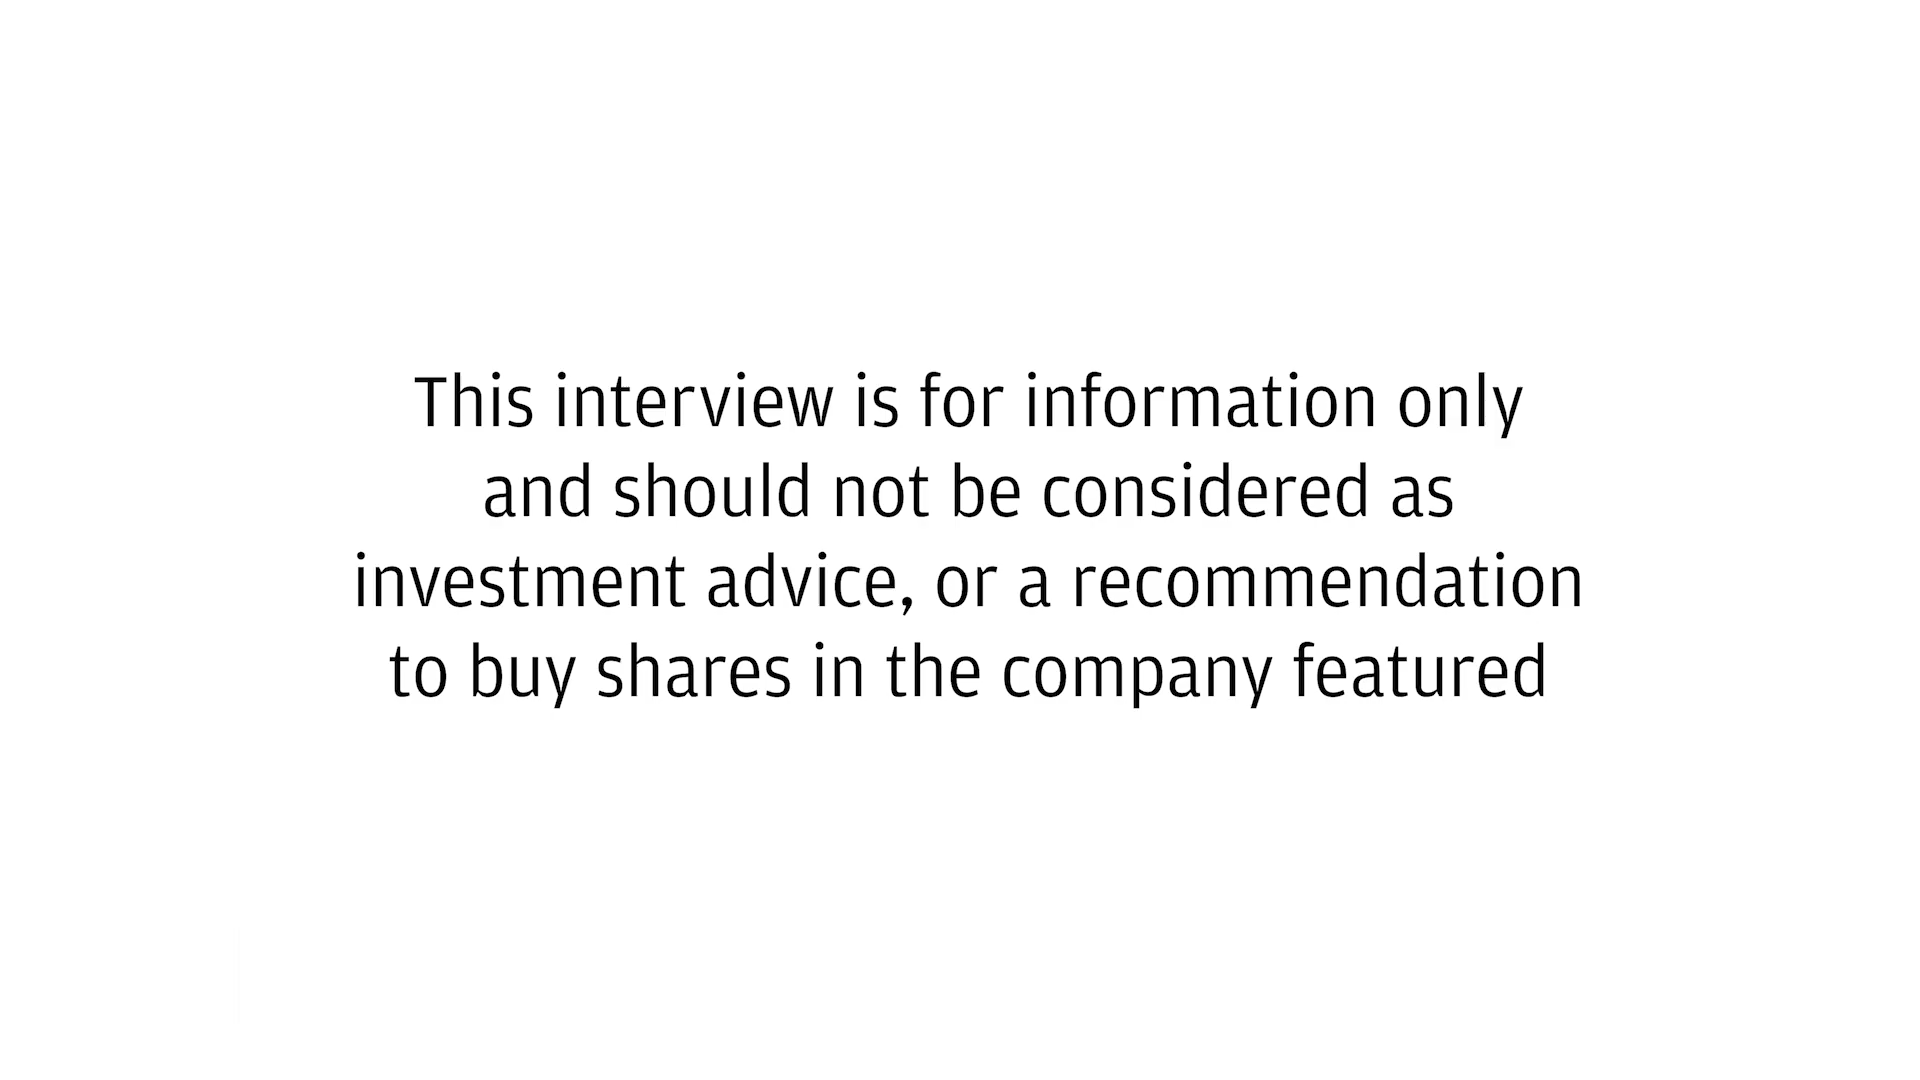 This interview is for information only
and should not be considered as
investment advice, or a recommendation
to buy shares in the company featured